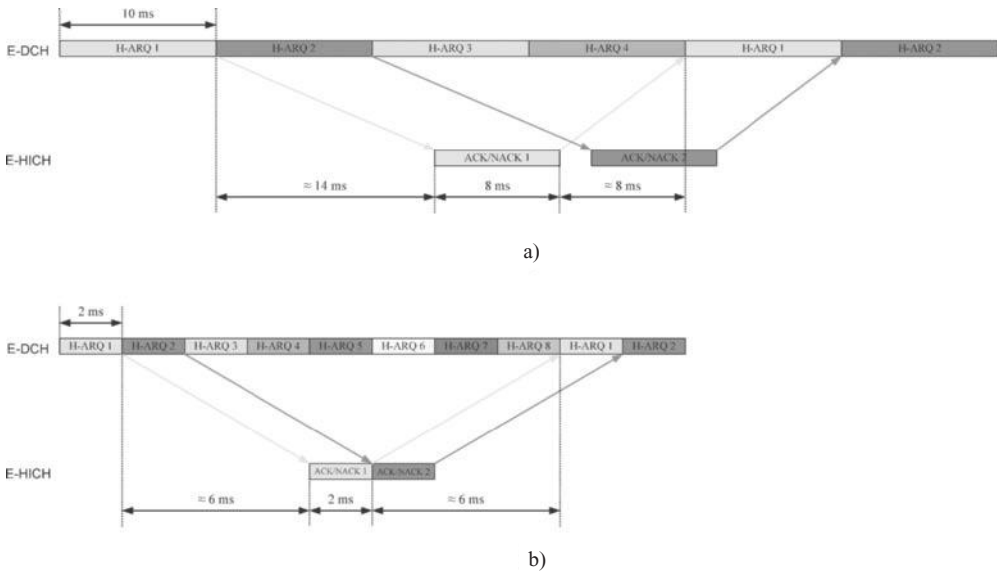 10 ms
E-DCH
H-ARQ 1 H-ARQ 2 H-ARQ 3 H-ARQ 4 H-ARQ 1 H-ARQ 2
E-HICH
ACK/NACK 1 ACK/NACK 2
≈ 14 ms 8 ms ≈ 8 ms
a)
2 ms
E-DCH
H-ARQ 1 H-ARQ 2 H-ARQ 3 H-ARQ 4 H-ARQ 5 H-ARQ 6 H-ARQ 7 H-ARQ 8 H-ARQ 1 H-ARQ 2
E-HICH
ACK/NACK 1 ACK/NACK 2
≈ 6 ms 2 ms ≈ 6 ms
b)